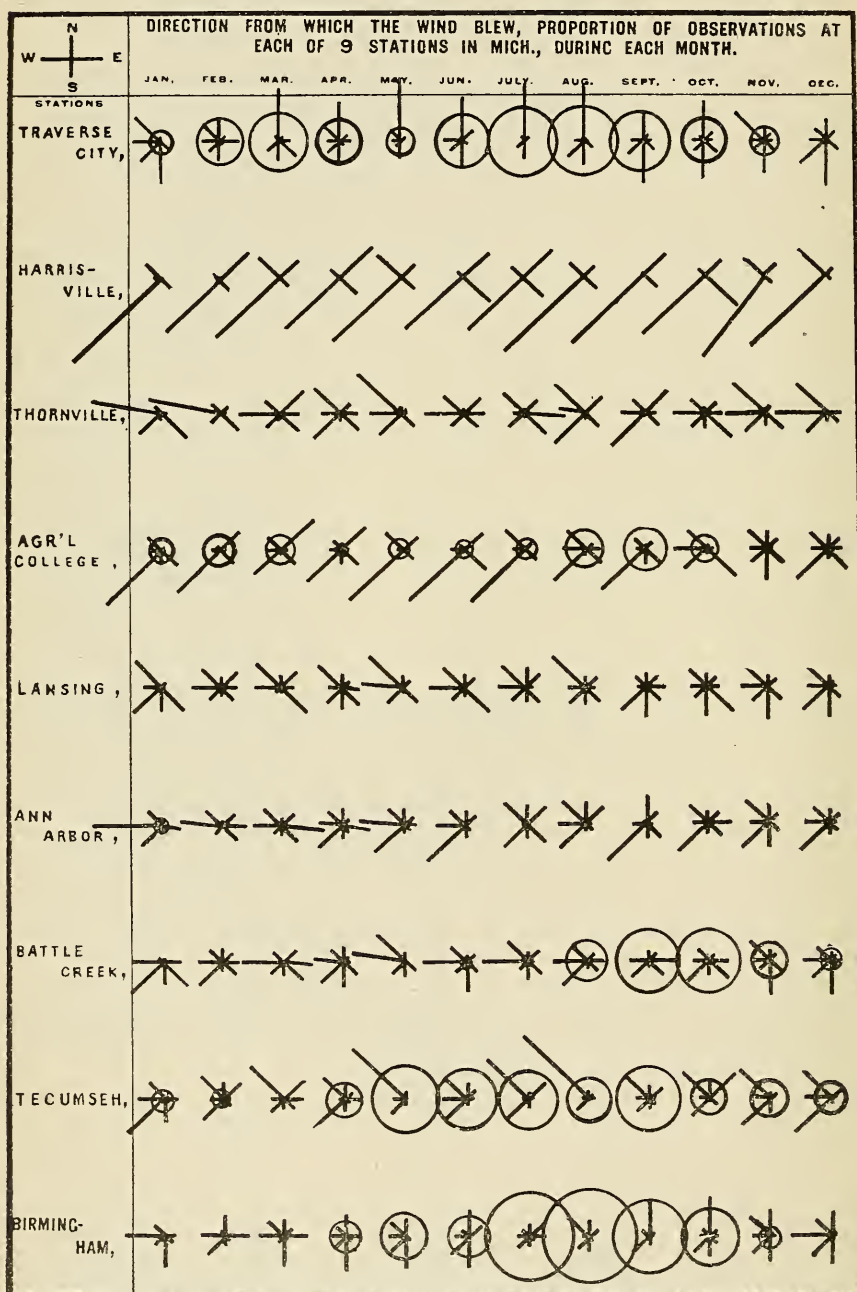 N
W E
S
DIRECTION FROM WHICH THE WIND BLEW, PROPORTION OF OBSERVATIONS AT
EACH OF 9 STATIONS IN MICH., DURING EACH MONTH.
JAN. FEB. MAR. APR. MAY. JUN. JULY. AUG. SEPT. OCT. NOV. DEC.
STATIONS
TRAVERSE
CITY,
HARRIS-
VILLE,
THORNVILLE,
AGR'L
COLLEGE,
LANSING,
ANN
ARBOR,
BATTLE
CREEK,
TECUMSEH,
BIRMING-
HAM,